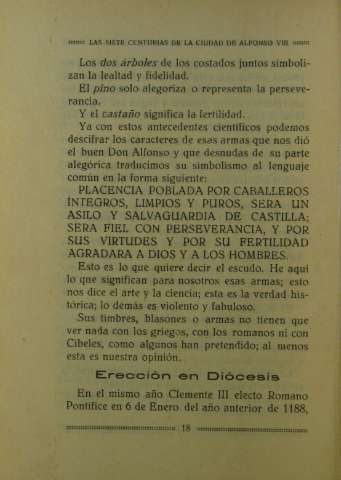 LAS SIETE CENTURIAS DE LA CIUDAD DE ALFONSO VIII
Los dos árboles de los costados juntos simboli-
zan la lealtad y fidelidad.
El pino solo alegoriza o representa la perseve-
rancia.
Y el castaño significa la fertilidad.
Ya con estos antecedentes científicos podemos
descifrar los caracteres de esas armas que nos dió
el buen Don Alfonso y que desnudas de su parte
alegórica traducimos su simbolismo al lenguaje
común en la forma siguiente:
PLACENCIA POBLADA POR CABALLEROS
INTEGROS, LIMPIOS Y PUROS, SERA UN
ASILO Y SALVAGUARDIA DE CASTILLA;
SERA FIEL CON PERSEVERANCIA, Y POR
SUS VIRTUDES Y POR SU FERTILIDAD
AGRADARA A DIOS Y A LOS HOMBRES.
Esto es lo que quiere decir el escudo. He aquí
lo que significan para nosotros esas armas; esto
nos dice el arte y la ciencia; esta es la verdad his-
tórica; lo demás es violento y fabuloso.
Sus timbres, blasones o armas no tienen que
ver nada con los griegos, con los romanos ni con
Cibeles, como algunos han pretendido; al menos
esta es nuestra opinión.
Erección en Diócesis
En el mismo año Clemente III electo Romano
Pontífice en 6 de Enero del año anterior de 1188,
18